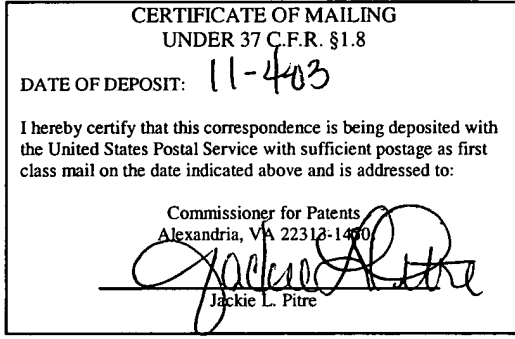 CERTIFICATE OF MAILING
UNDER 37 C.F.R. §1.8
DATE OF DEPOSIT: 11-4-03
I hereby certify that this correspondence is being deposited with
the United States Postal Service with sufficient postage as first
class mail on the date indicated above and is addressed to:
Commissioner for Patents
Alexandria, VA 22313-1450
Jackie L Pitre
Jackie L. Pitre